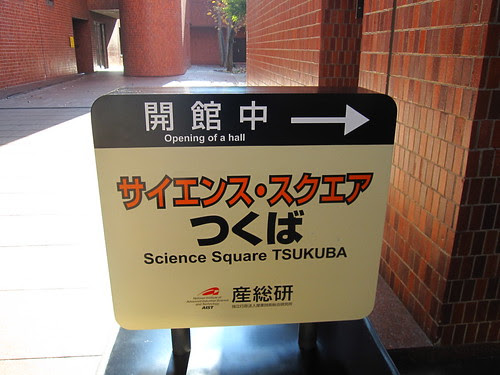 開館中
Opening of a hall
サイエンス・スクエア
つくば
Science Square TSUKUBA
AIST
産総研